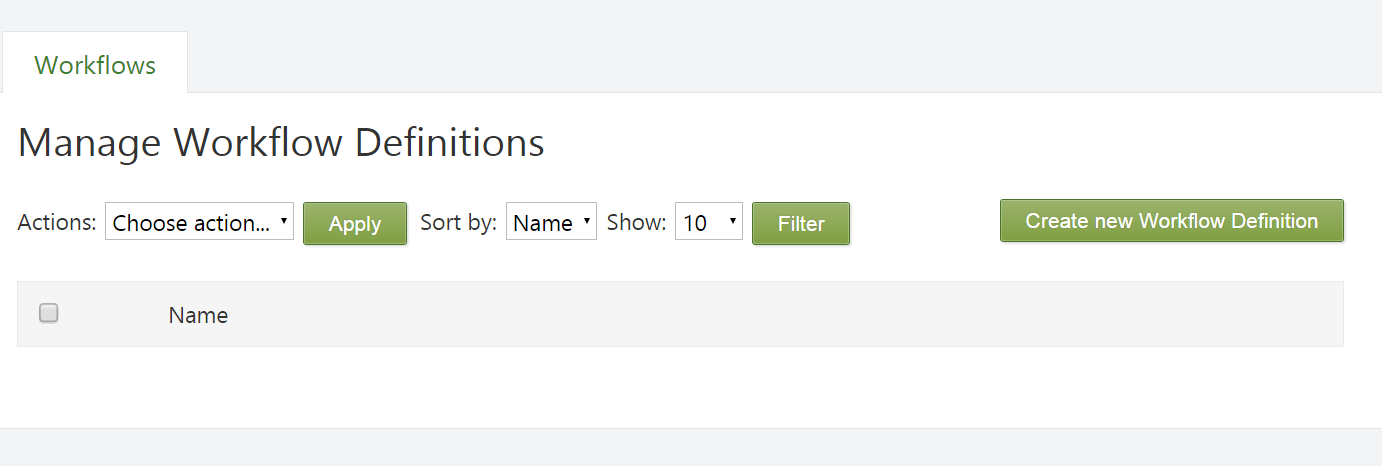 Workflows
Manage Workflow Definitions
Actions: Choose action... Apply Sort by: Name Show: 10 Filter Create new Workflow Definition
Name